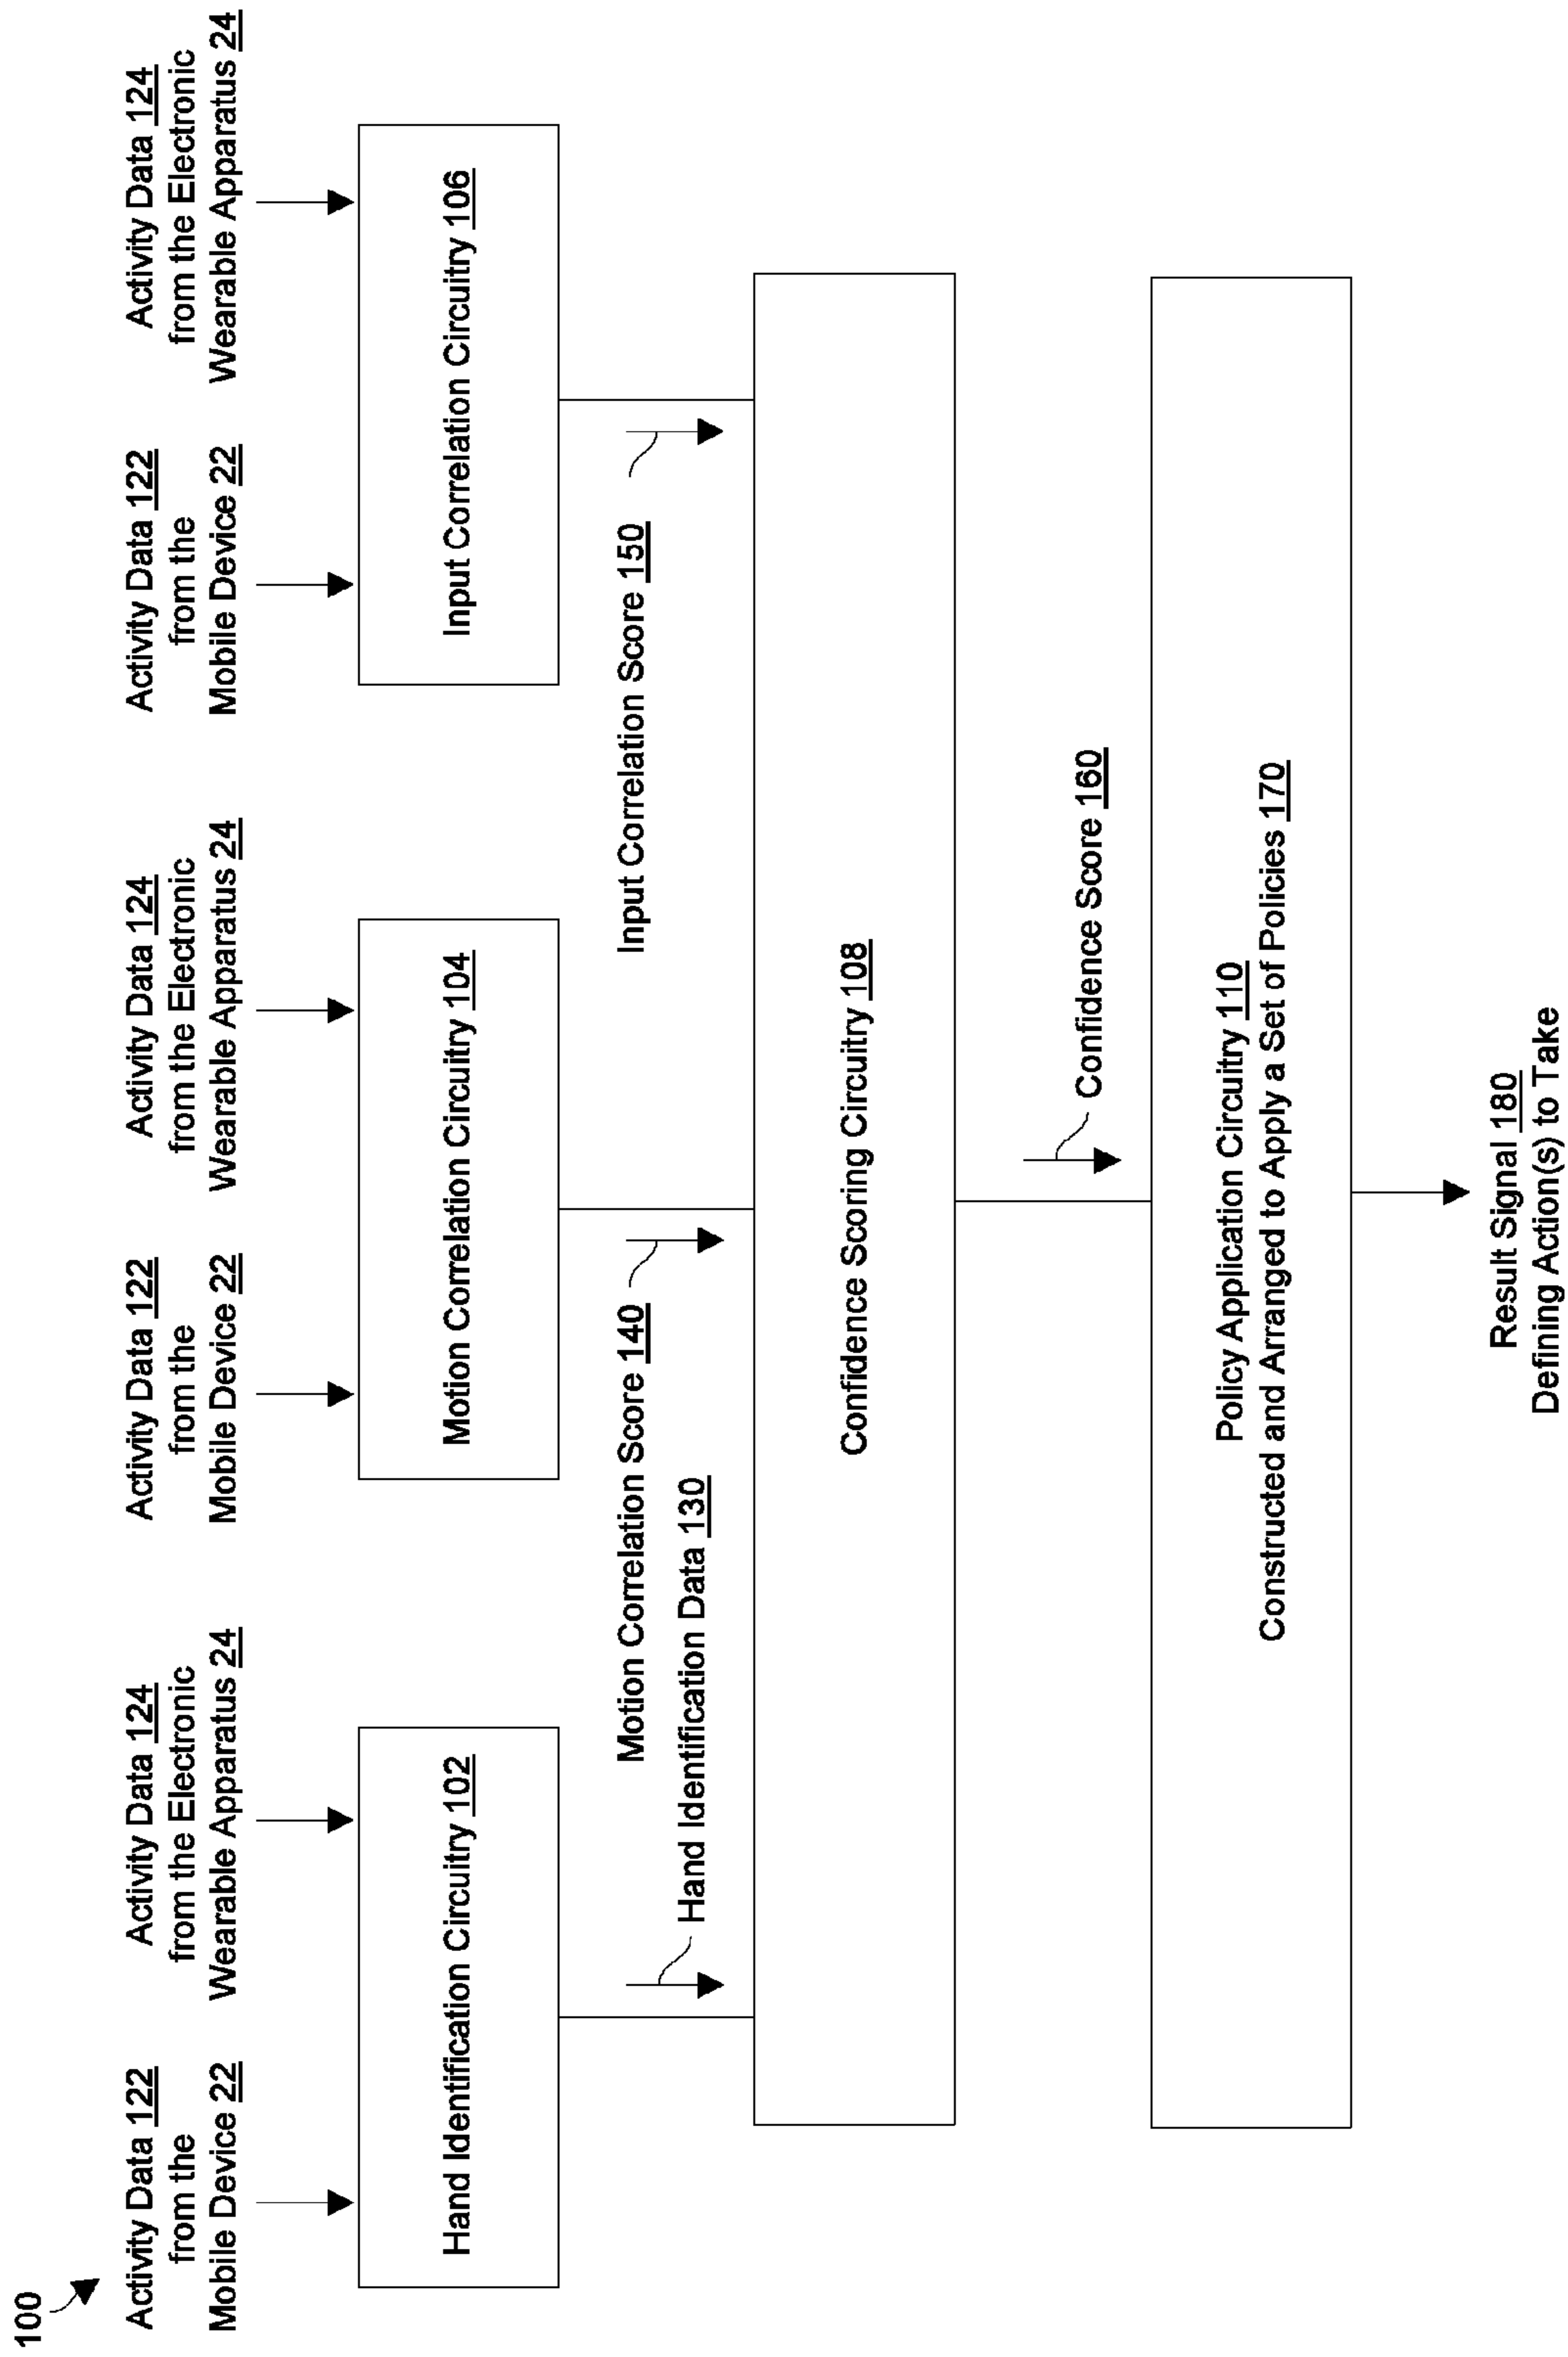 100
Activity Data 122
from the
Mobile Device 22
Activity Data 124
from the Electronic
Wearable Apparatus 24
Activity Data 122
from the
Mobile Device 22
Activity Data 124
from the Electronic
Wearable Apparatus 24
Activity Data 122
from the
Mobile Device 22
Activity Data 124
from the Electronic
Wearable Apparatus 24
Hand Identification Circuitry 102
Motion Correlation Circuitry 104
Input Correlation Circuitry 106
Motion Correlation Score 140
Input Correlation Score 150
Hand Identification Data 130
Confidence Scoring Circuitry 108
Confidence Score 160
Policy Application Circuitry 110
Constructed and Arranged to Apply a Set of Policies 170
Result Signal 180
Defining Action(s) to Take